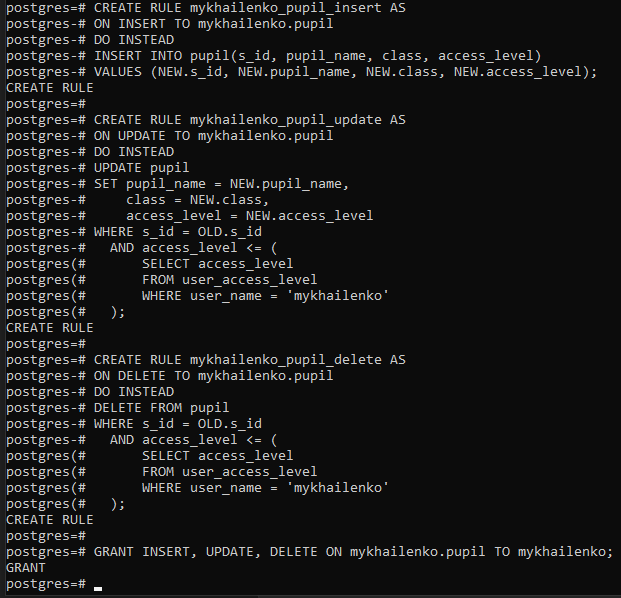 postgres=# CREATE RULE mykhailenko_pupil_insert AS
postgres-# ON INSERT TO mykhailenko.pupil
postgres-# DO INSTEAD
postgres-# INSERT INTO pupil(s_id, pupil_name, class, access_level)
postgres-# VALUES (NEW.s_id, NEW.pupil_name, NEW.class, NEW.access_level);
CREATE RULE
postgres=#
postgres=# CREATE RULE mykhailenko_pupil_update AS
postgres-# ON UPDATE TO mykhailenko.pupil
postgres-# DO INSTEAD
postgres-# UPDATE pupil
postgres-# SET pupil_name = NEW.pupil_name,
postgres-#     class = NEW.class,
postgres-#     access_level = NEW.access_level
postgres-# WHERE s_id = OLD.s_id
postgres-#   AND access_level <= (
postgres(#       SELECT access_level
postgres(#       FROM user_access_level
postgres(#       WHERE user_name = 'mykhailenko'
postgres(#   );
CREATE RULE
postgres=#
postgres=# CREATE RULE mykhailenko_pupil_delete AS
postgres-# ON DELETE TO mykhailenko.pupil
postgres-# DO INSTEAD
postgres-# DELETE FROM pupil
postgres-# WHERE s_id = OLD.s_id
postgres-#   AND access_level <= (
postgres(#       SELECT access_level
postgres(#       FROM user_access_level
postgres(#       WHERE user_name = 'mykhailenko'
postgres(#   );
CREATE RULE
postgres=#
postgres=# GRANT INSERT, UPDATE, DELETE ON mykhailenko.pupil TO mykhailenko;
GRANT
postgres=#